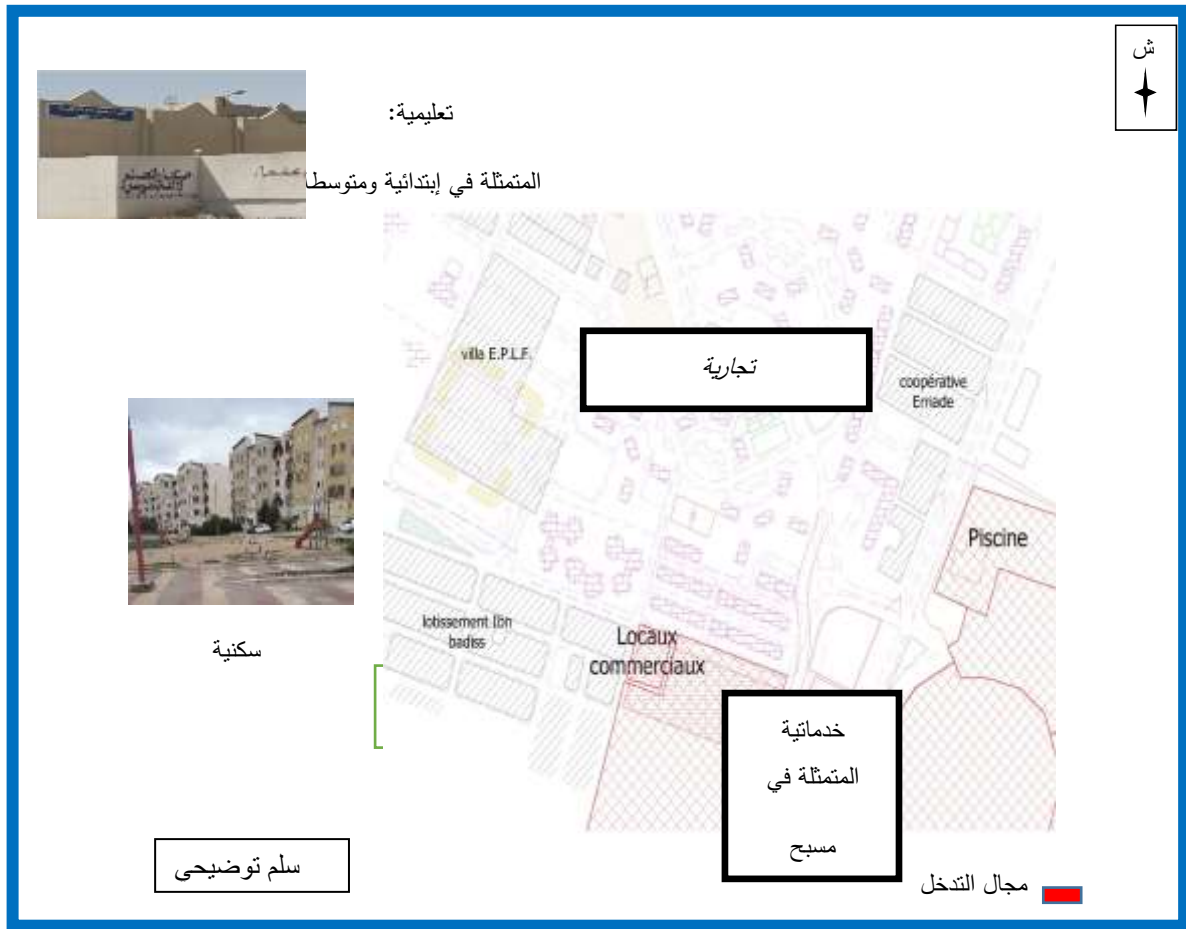 ش
تعليمية:
المتمثلة في إبتدائية ومتوسط
villa E.P.L.F.
تجارية
coopérative
Erriade
Piscine
lotissement Ibn
badiss
Locaux
commerciaux
سكنية
خدماتية
المتمثلة في
مسبح
سلم توضيحي
مجال التدخل